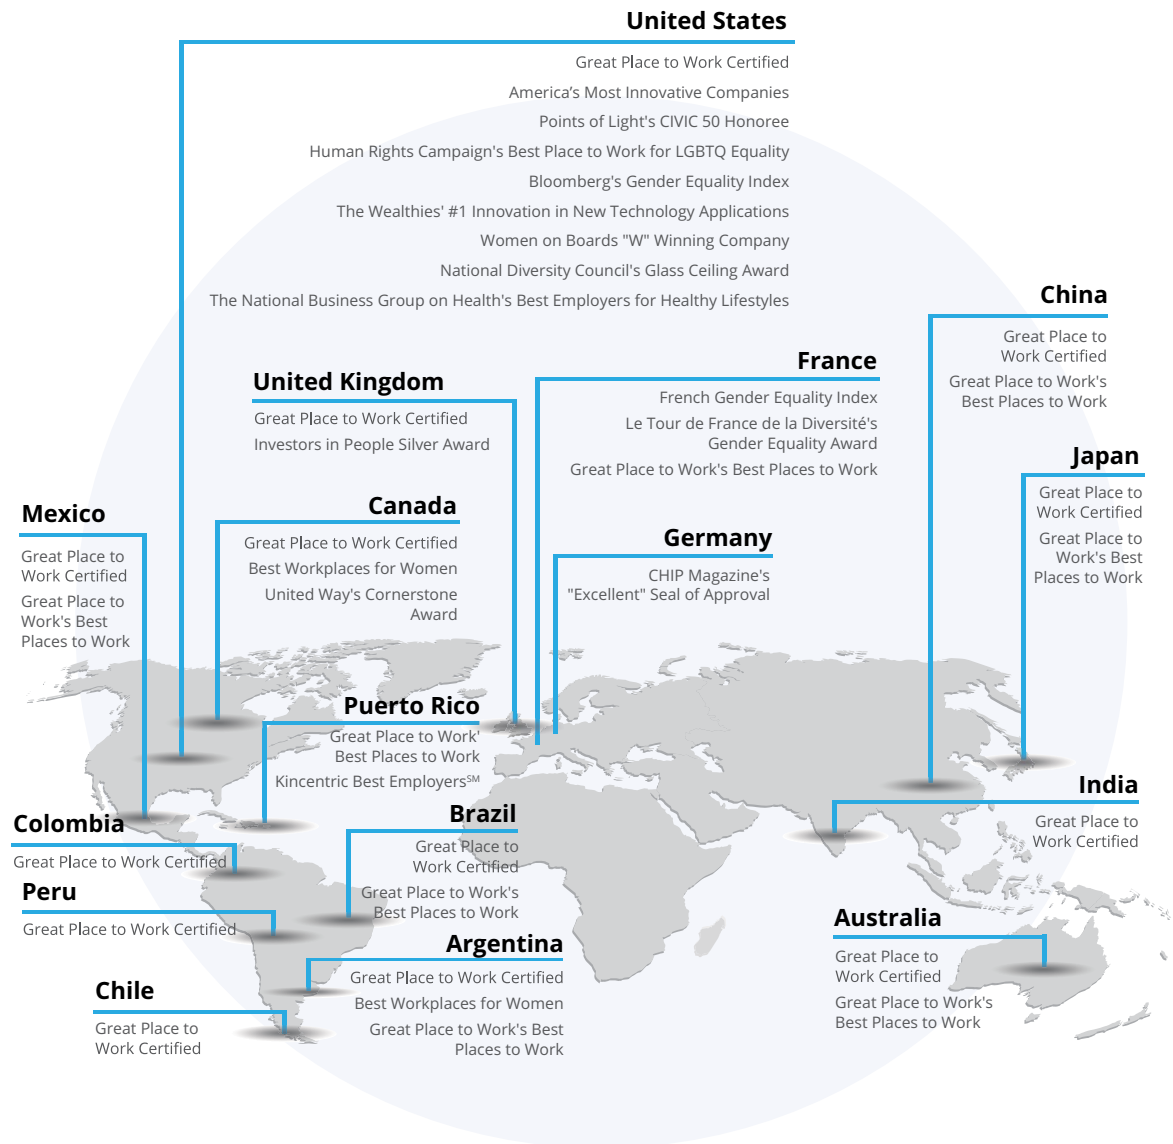 United States
Great Place to Work Certified
America’s Most Innovative Companies
Points of Light's CIVIC 50 Honoree
Human Rights Campaign's Best Place to Work for LGBTQ Equality
Bloomberg's Gender Equality Index
The Wealthies' #1 Innovation in New Technology Applications
Women on Boards "W" Winning Company
National Diversity Council's Glass Ceiling Award
The National Business Group on Health's Best Employers for Healthy Lifestyles
China
Great Place to
Work Certified
Great Place to Work's
Best Places to Work
France
French Gender Equality Index
Le Tour de France de la Diversité's
Gender Equality Award
Great Place to Work's Best Places to Work
United Kingdom
Great Place to Work Certified
Investors in People Silver Award
Japan
Great Place to
Work Certified
Great Place to
Work's Best
Places to Work
Canada
Great Place to Work Certified
Best Workplaces for Women
United Way's Cornerstone
Award
Mexico
Great Place to
Work Certified
Great Place to
Work's Best
Places to Work
Germany
CHIP Magazine's
"Excellent" Seal of Approval
Puerto Rico
Great Place to Work'
Best Places to Work
Kincentric Best Employers℠
India
Great Place to
Work Certified
Brazil
Great Place to
Work Certified
Great Place to Work's
Best Places to Work
Colombia
Great Place to Work Certified
Peru
Great Place to Work Certified
Australia
Great Place to
Work Certified
Great Place to Work's
Best Places to Work
Argentina
Great Place to Work Certified
Best Workplaces for Women
Great Place to Work's Best
Places to Work
Chile
Great Place to
Work Certified